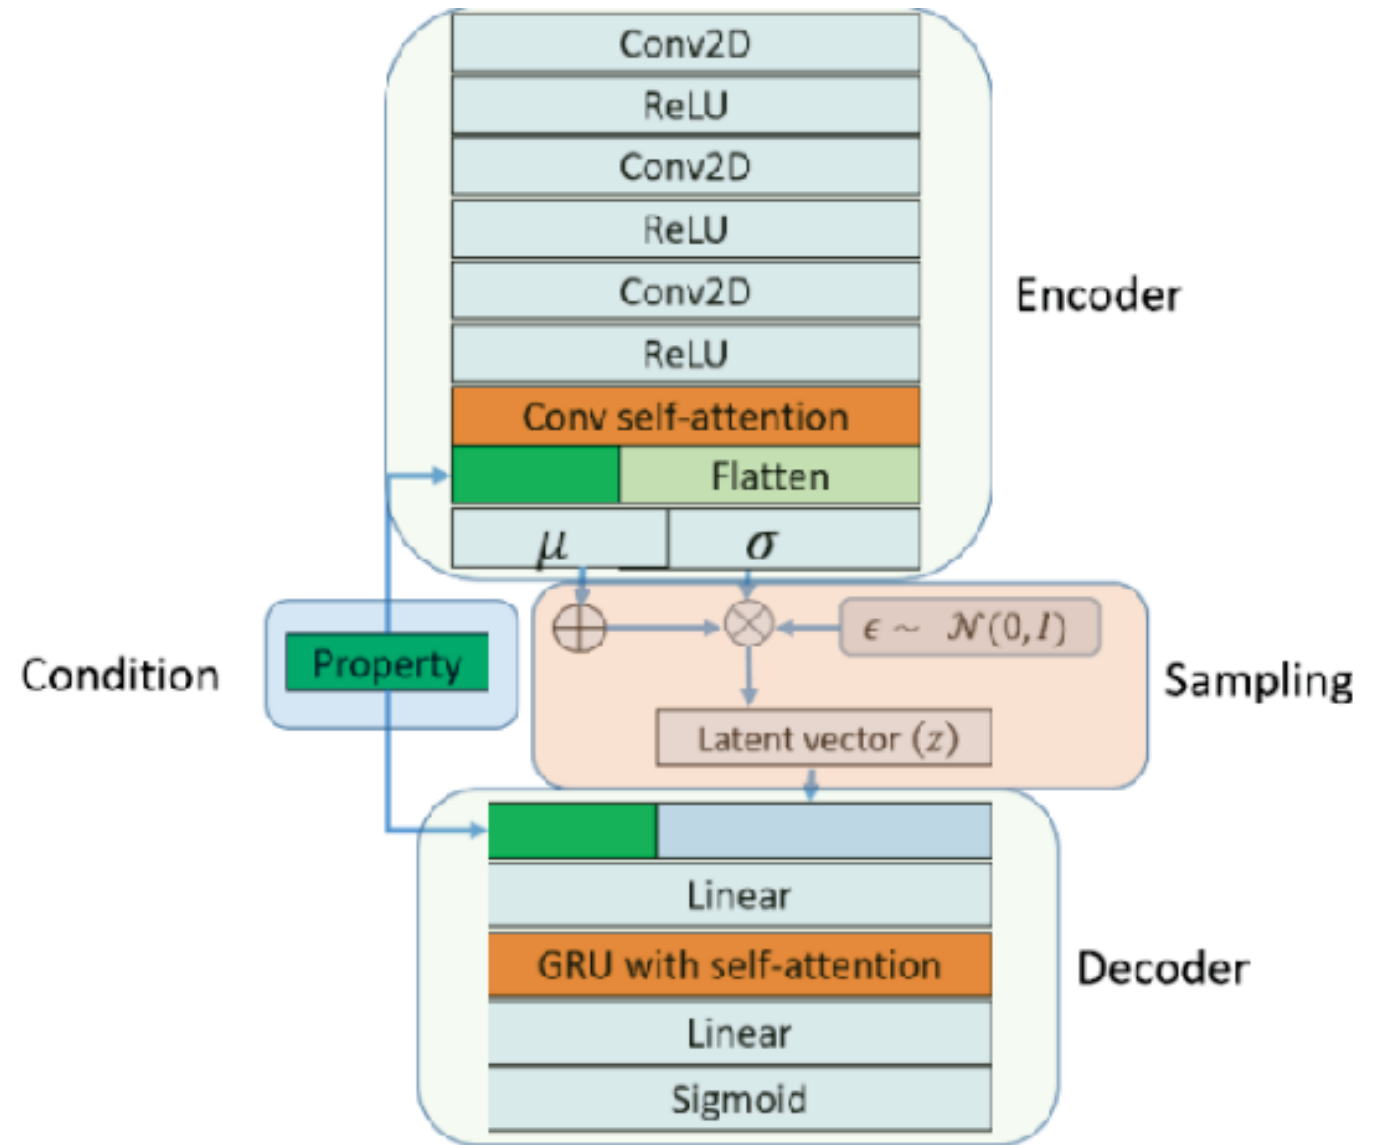 Conv2D
ReLU
Conv2D
ReLU
Conv2D
ReLU
Encoder
Conv self-attention
Flatten
μ σ
ϵ ~ 𝒩(0, I)
Property
Condition
Sampling
Latent vector (z)
Linear
GRU with self-attention
Decoder
Linear
Sigmoid